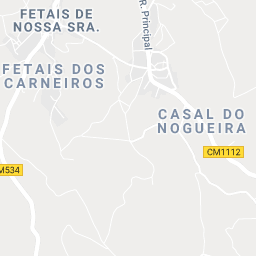 FETAIS DE
NOSSA SRA.
R. Principal
FETAIS DOS
CARNEIROS
CASAL DO
NOGUEIRA
CM1112
M534